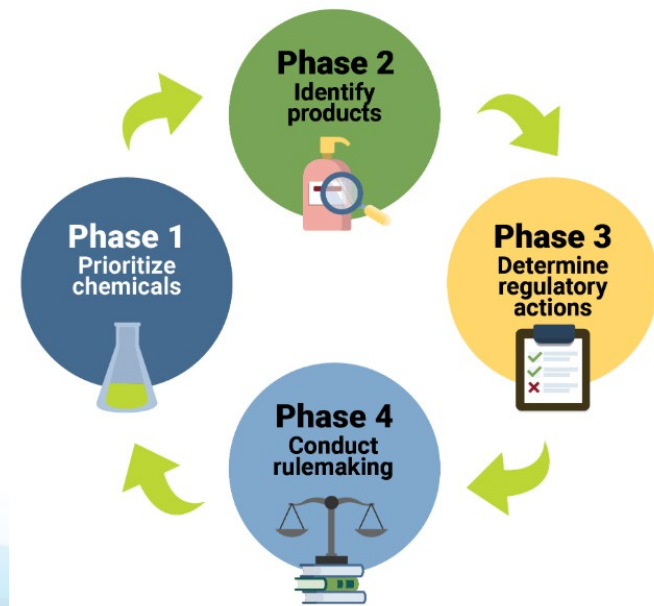 Phase 1
Prioritize
chemicals
Phase 2
Identify
products
Phase 3
Determine
regulatory
actions
Phase 4
Conduct
rulemaking